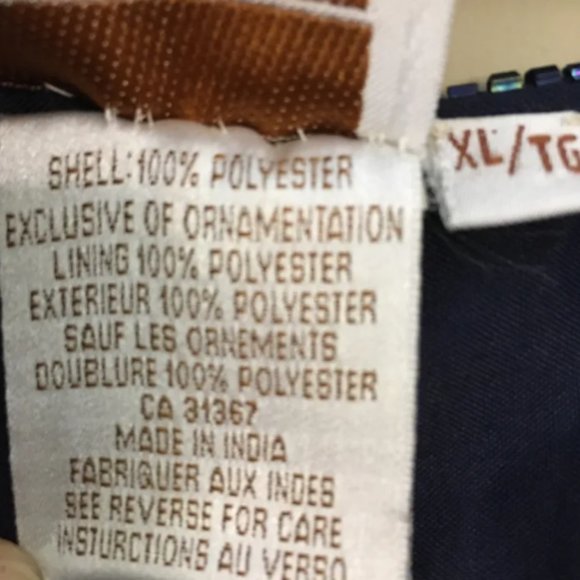 XL/TG
SHELL: 100% POLYESTER
EXCLUSIVE OF ORNAMENTATION
LINING 100% POLYESTER
EXTERIEUR 100% POLYESTER
SAUF LES ORNEMENTS
DOUBLURE 100% POLYESTER
CA 31367
MADE IN INDIA
FABRIQUER AUX INDES
SEE REVERSE FOR CARE
INSTURCTIONS AU VERSO